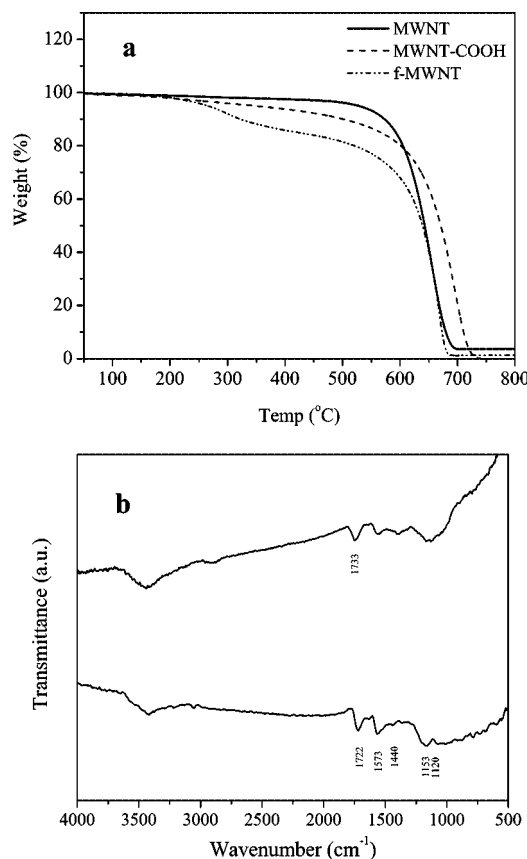 a
MWNT
MWNT-COOH
f-MWNT
120
100
80
60
40
20
0
Weight (%)
100 200 300 400 500 600 700 800
Temp (°C)
b
Transmittance (a.u.)
1733
1722 1573 1440 1153 1120
4000 3500 3000 2500 2000 1500 1000 500
Wavenumber (cm⁻¹)